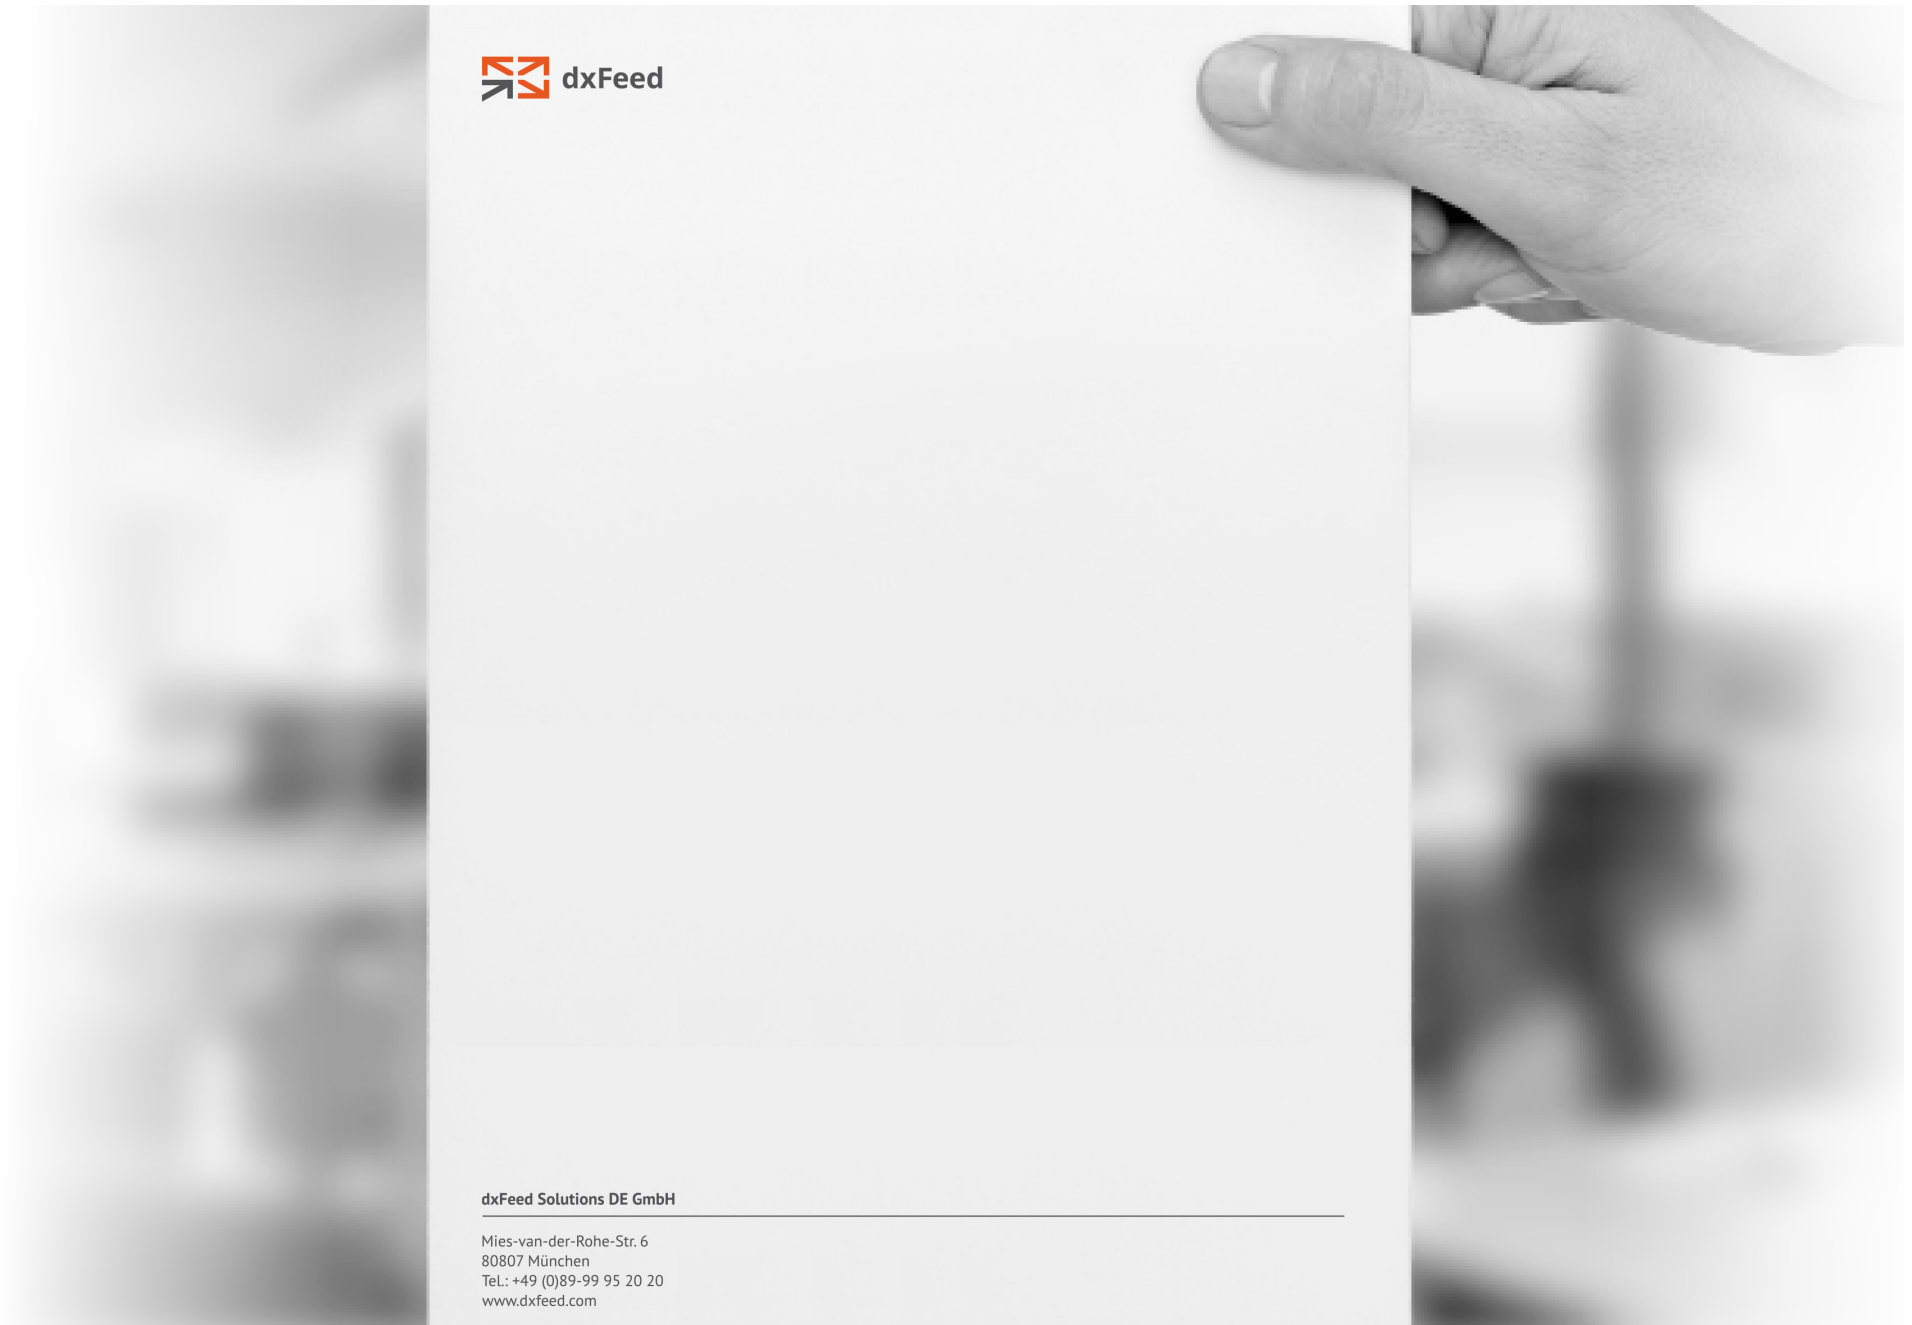 dxFeed
dxFeed Solutions DE GmbH
Mies-van-der-Rohe-Str. 6
80807 München
Tel.: +49 (0)89-99 95 20 20
www.dxfeed.com